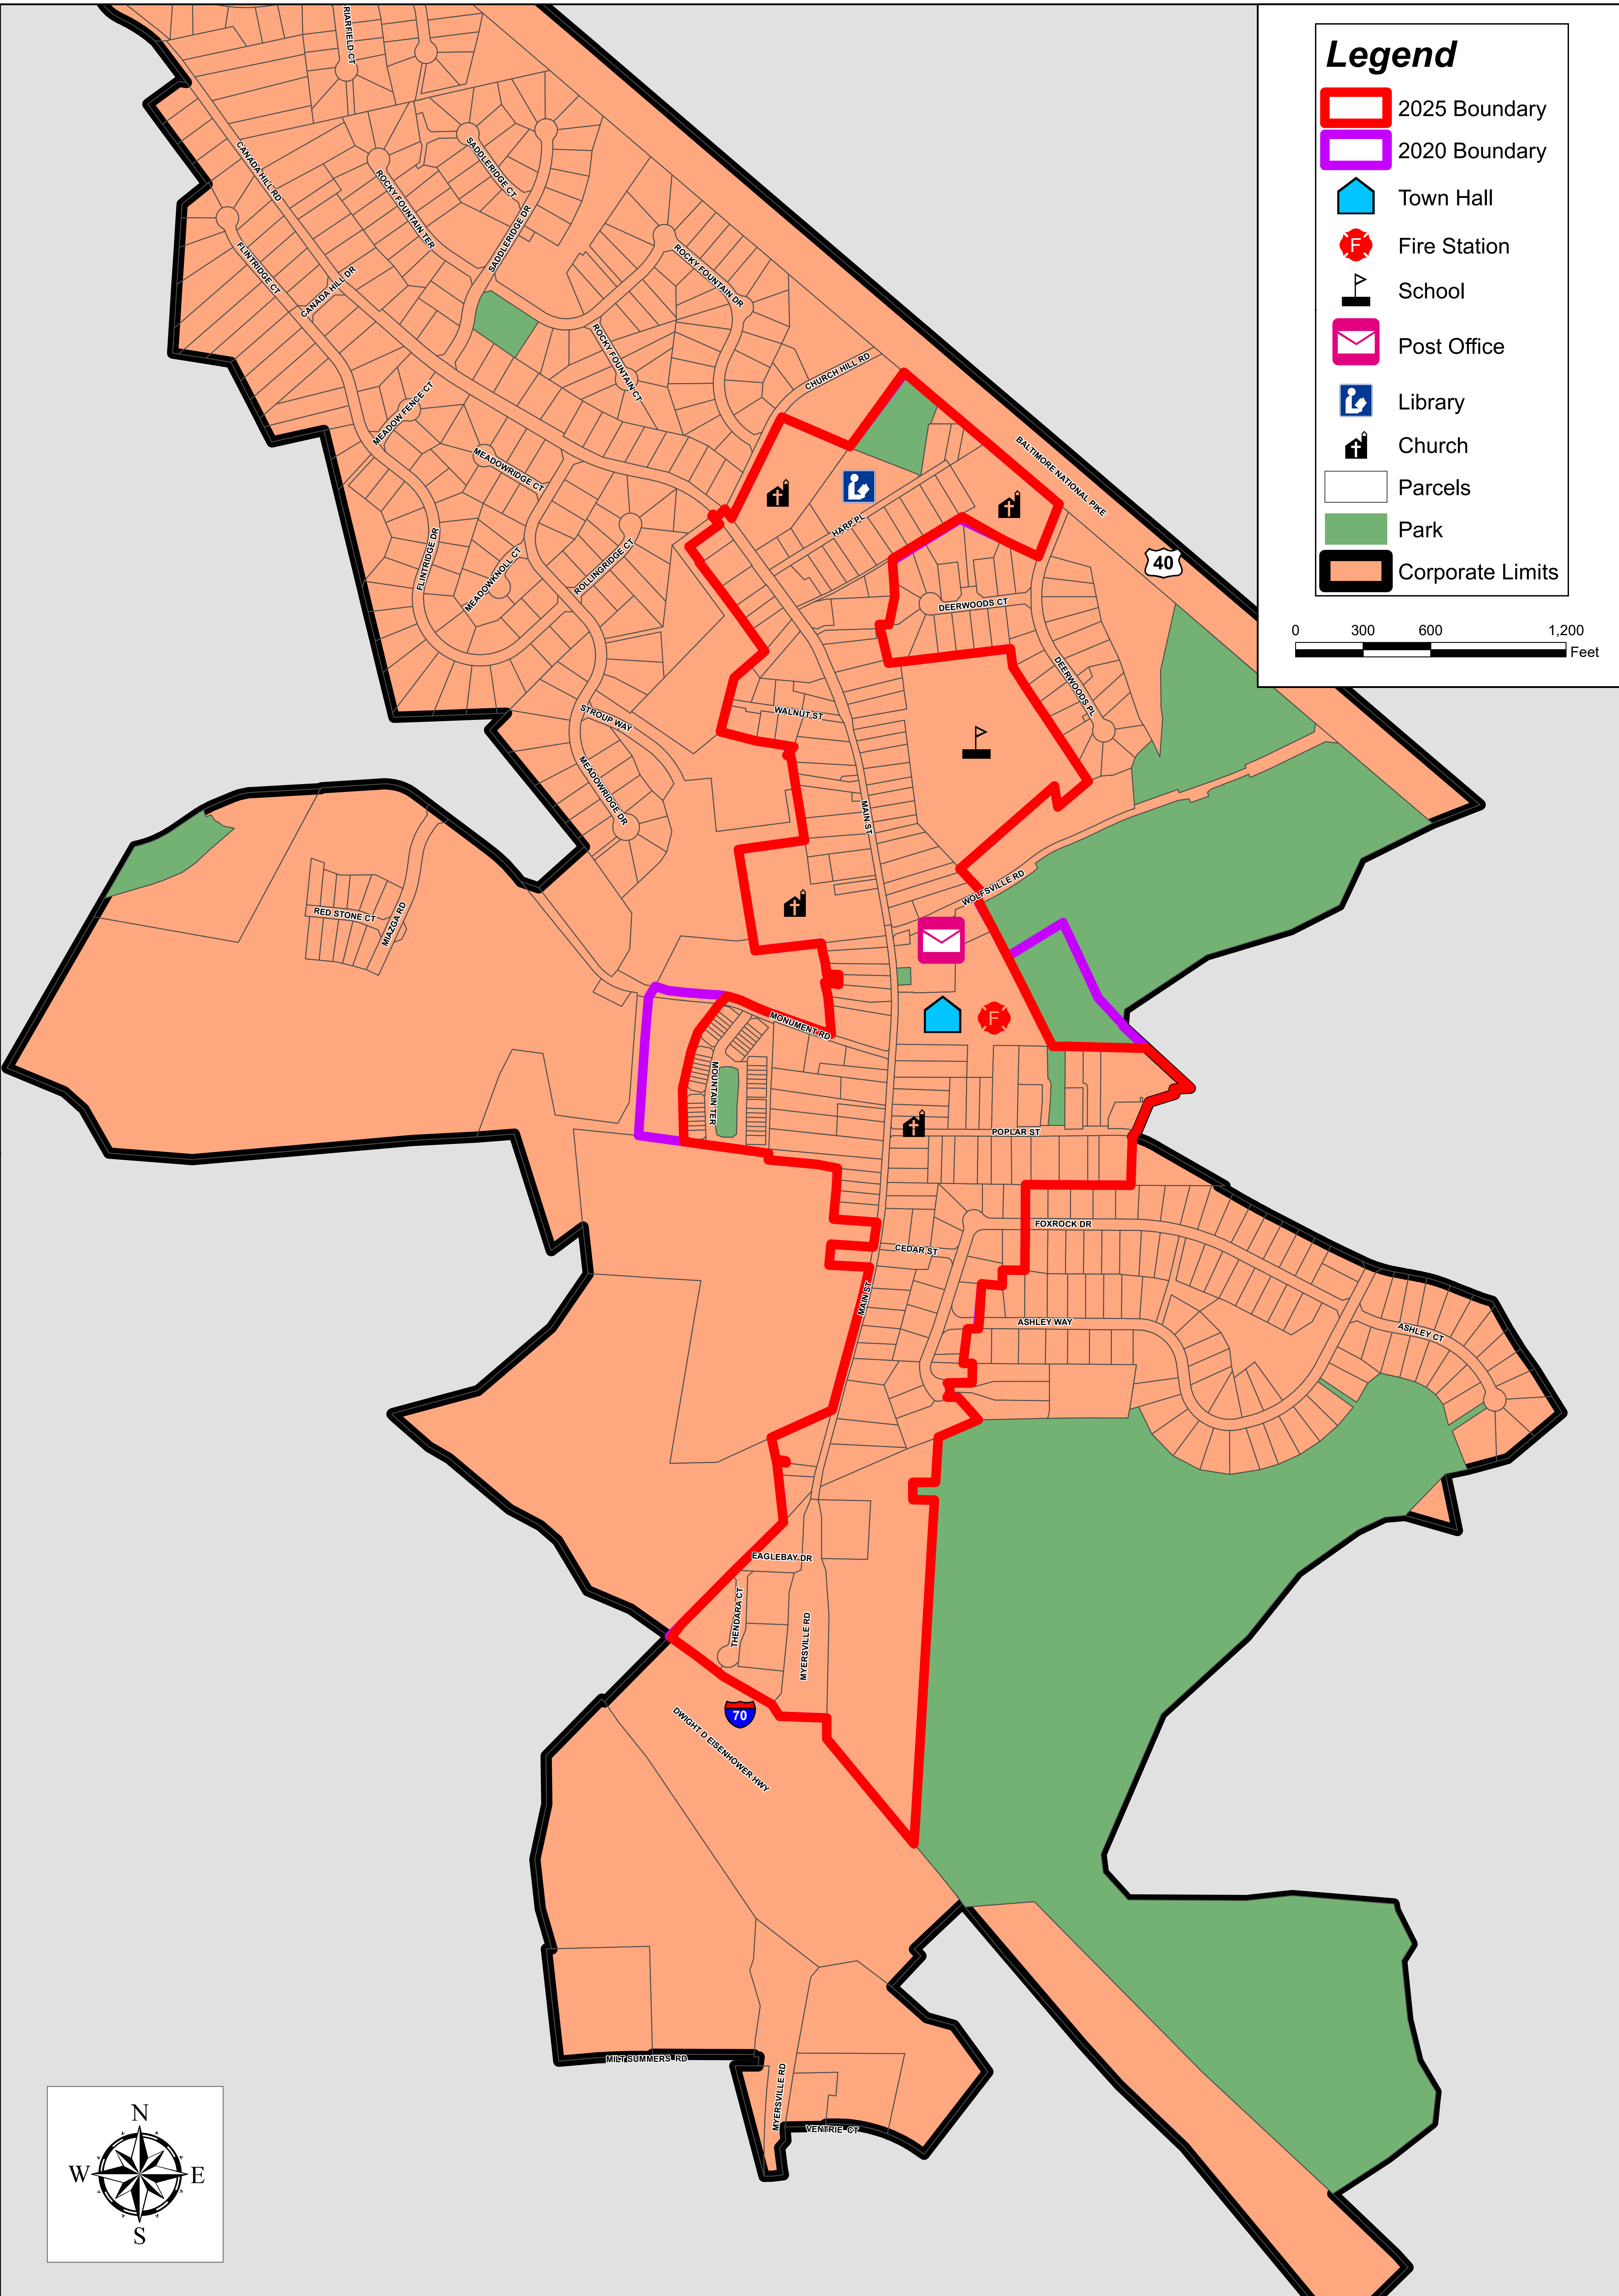 Legend
2025 Boundary
2020 Boundary
Town Hall
F
Fire Station
School
Post Office
Library
Church
Parcels
Park
Corporate Limits
0 300 600 1,200
Feet
RIARFIELD CT
CANADA HILL RD
SADDLERIDGE CT
ROCKY FOUNTAIN TER
SADDLERIDGE DR
FLINTRIDGE CT
CANADA HILL DR
ROCKY FOUNTAIN DR
ROCKY FOUNTAIN CT
CHURCH HILL RD
MEADOW FENCE CT
MEADOWRIDGE CT
BALTIMORE NATIONAL PIKE
40
HARP PL
FLINTRIDGE DR
MEADOWKNOLL CT
ROLLINGRIDGE CT
DEERWOODS CT
DEERWOODS PL
STROUP WAY
WALNUT ST
MEADOWRIDGE DR
MAIN ST
WOLFSVILLE RD
RED STONE CT
MIAZGA RD
MONUMENT RD
F
MOUNTAIN TER
POPLAR ST
FOXROCK DR
CEDAR ST
MAIN ST
ASHLEY WAY
ASHLEY CT
EAGLEBAY DR
THENDARA CT
MYERSVILLE RD
70
DWIGHT D EISENHOWER HWY
MILT SUMMERS RD
MYERSVILLE RD
VENTRIE CT
N
W E
S